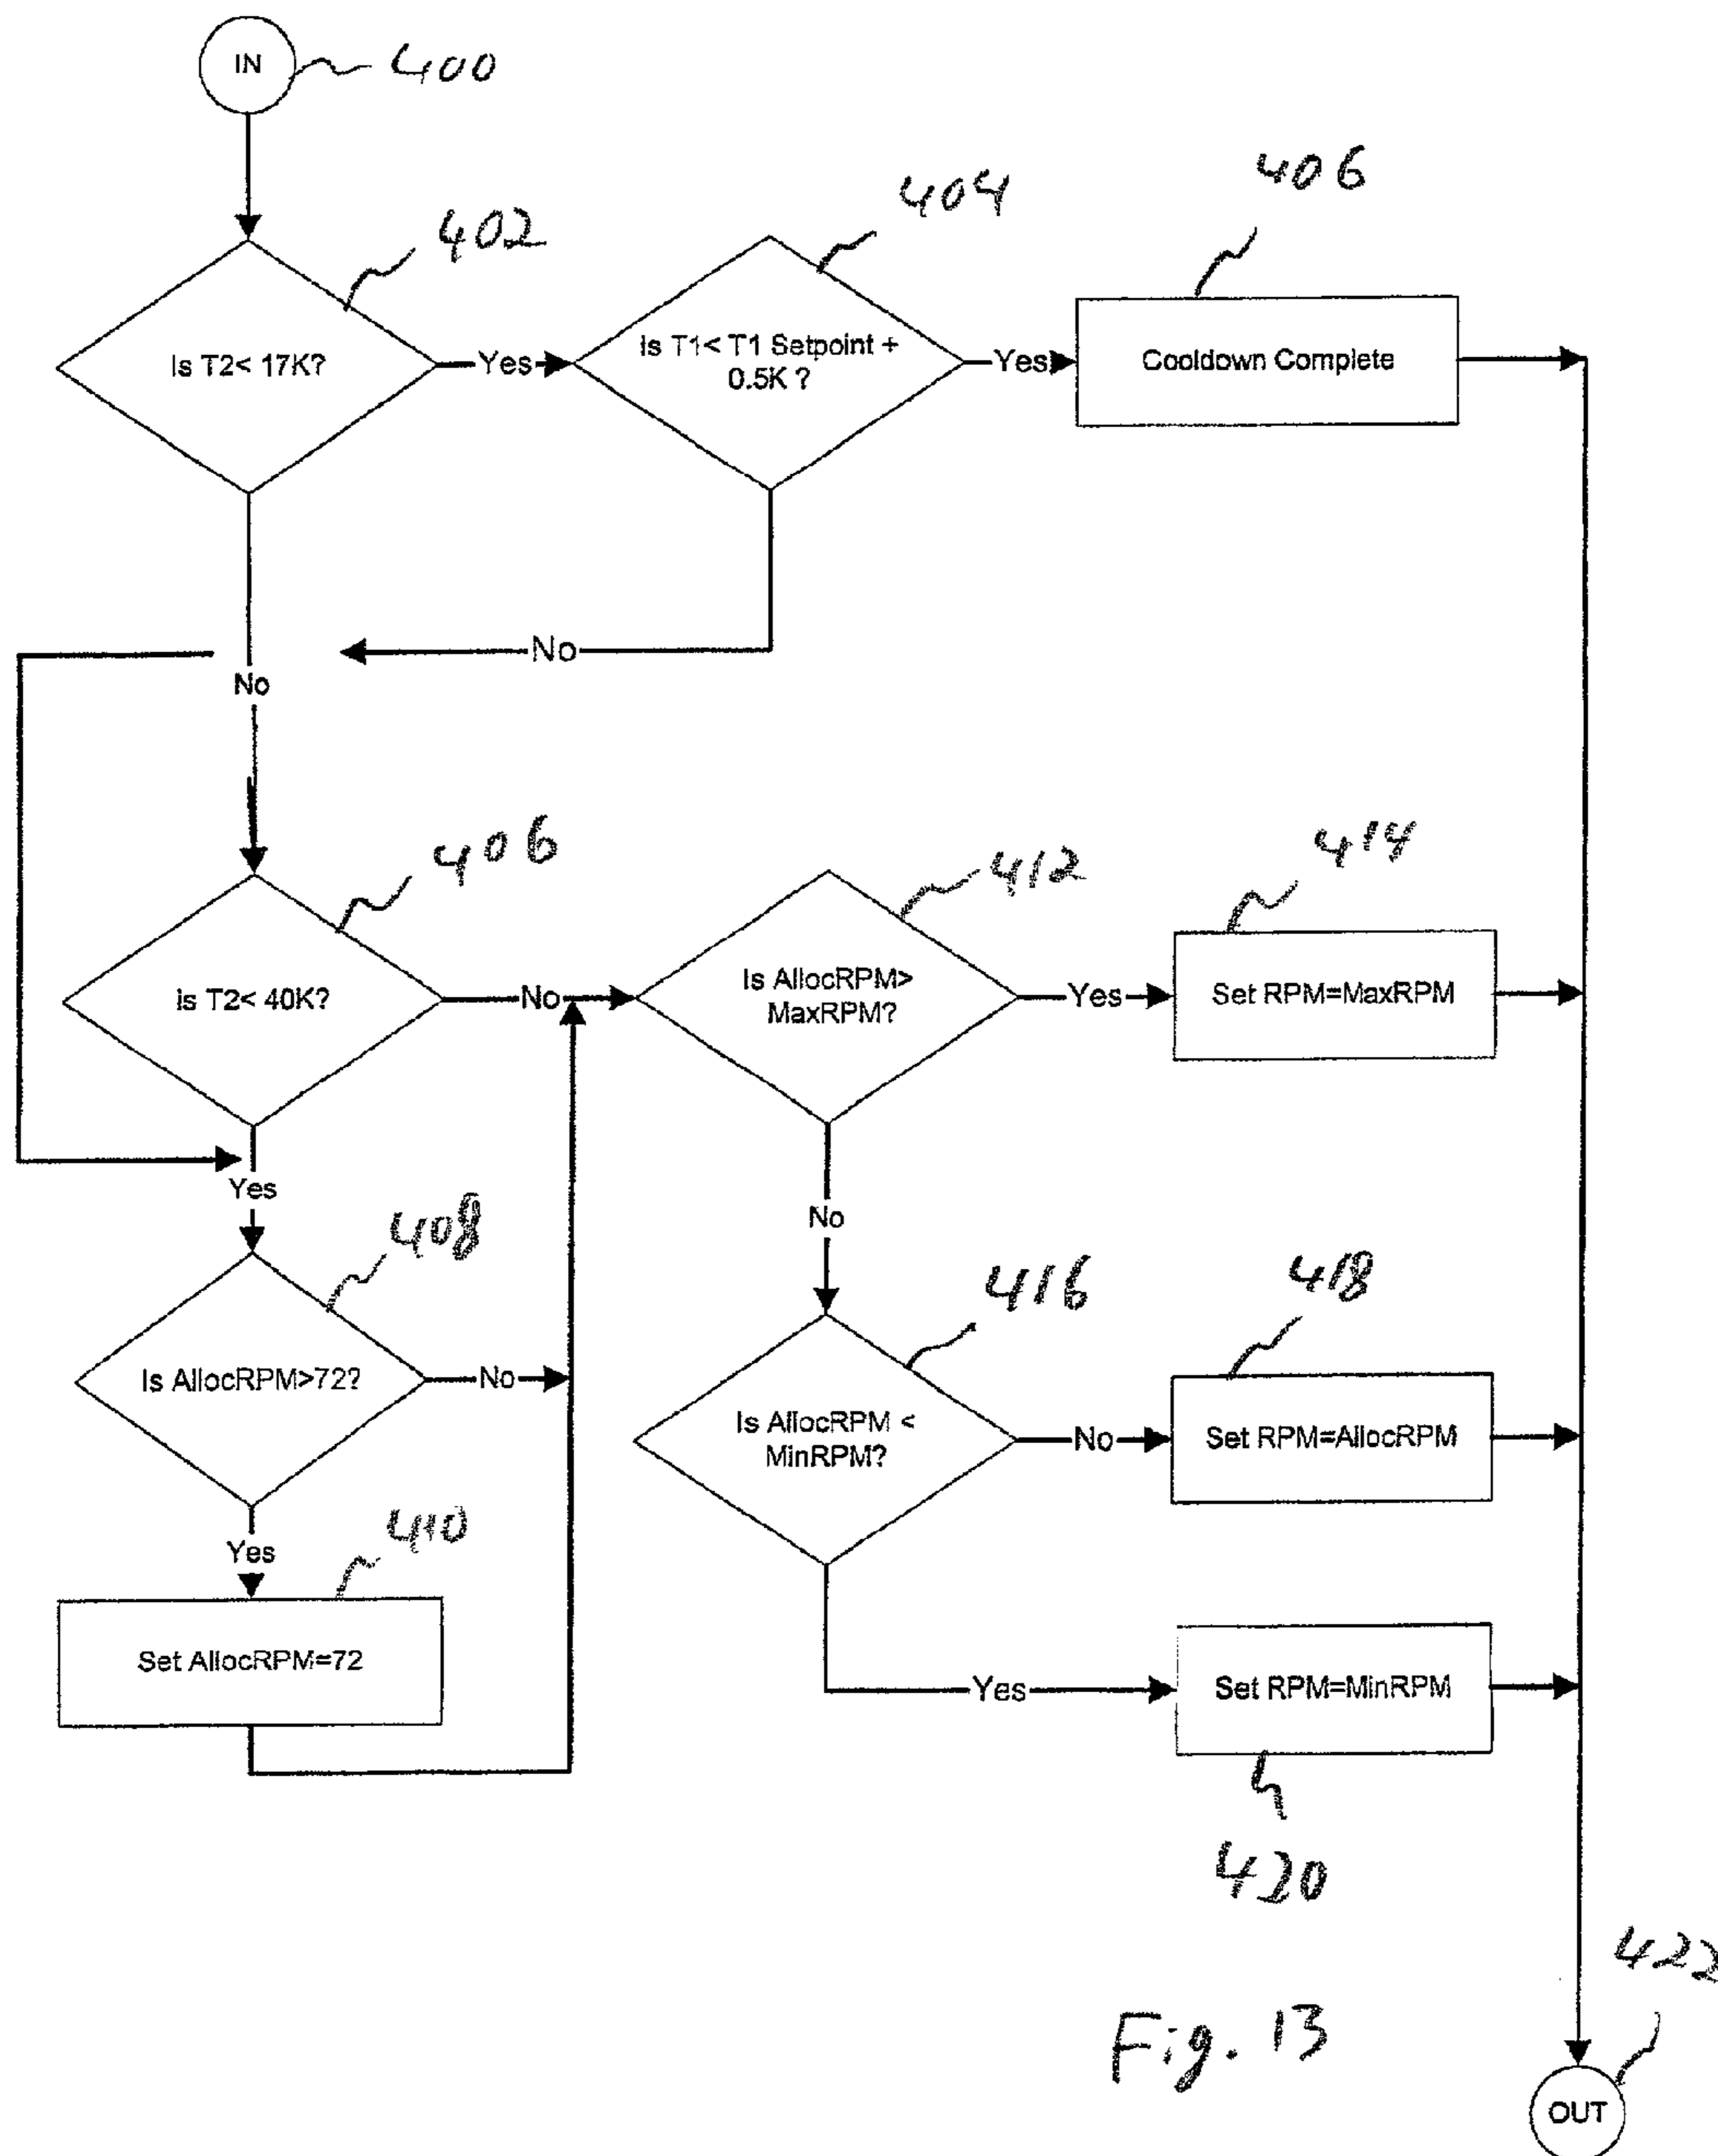 IN
400
402
404
406
Is T2< 17K?
Yes
Is T1< T1 Setpoint +
0.5K ?
Yes
Cooldown Complete
No
No
406
412
414
is T2< 40K?
No
Is AllocRPM>
MaxRPM?
Yes
Set RPM=MaxRPM
Yes
No
408
416
418
Is AllocRPM>72?
No
Is AllocRPM <
MinRPM?
No
Set RPM=AllocRPM
Yes
410
Set AllocRPM=72
Yes
Set RPM=MinRPM
420
422
Fig. 13
OUT